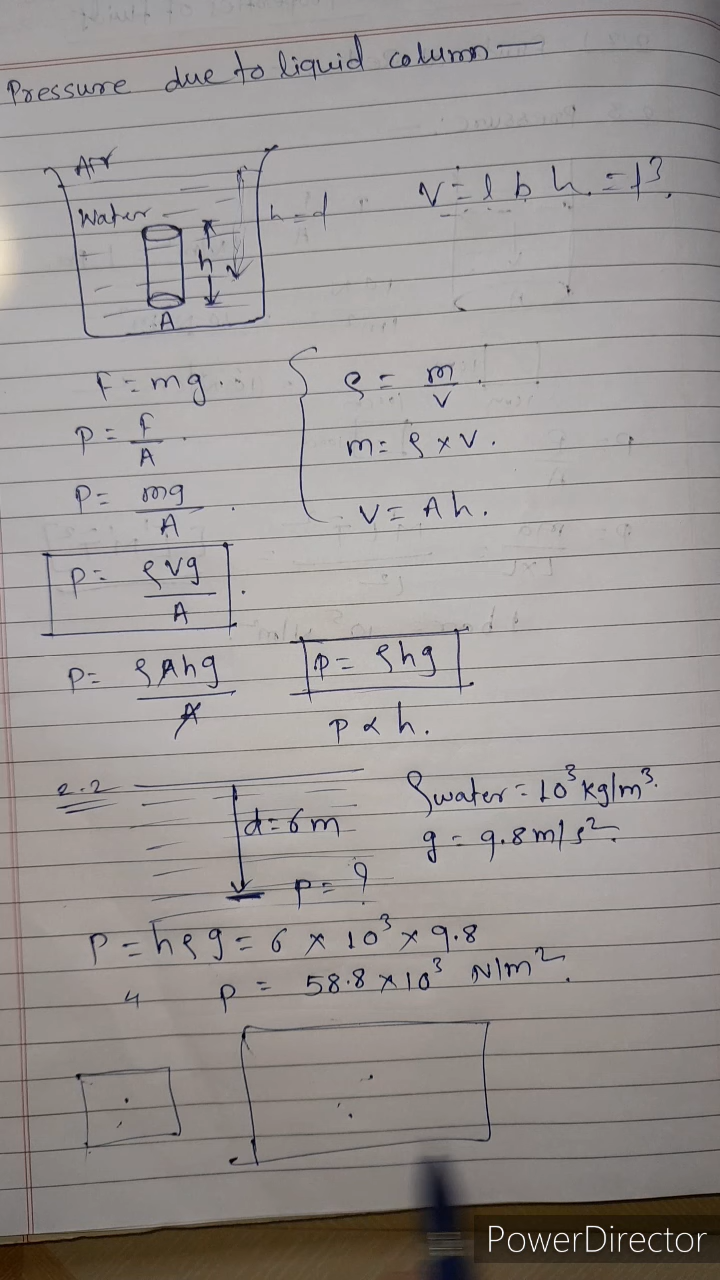 Pressure due to liquid column -
Air
Water
h = d
V = l b h = l³
h
A
F = mg.
P = F/A.
P = mg/A.
P = ρVg/A.
ρ = m/V.
m = ρ × V.
V = Ah.
P = ρAhg/A
P = ρhg
P ∝ h.
Q.2
d = 6m
P = ?
ρwater = 10³ kg/m³.
g = 9.8 m/s².
P = hρg = 6 × 10³ × 9.8
P = 58.8 × 10³ N/m².
PowerDirector